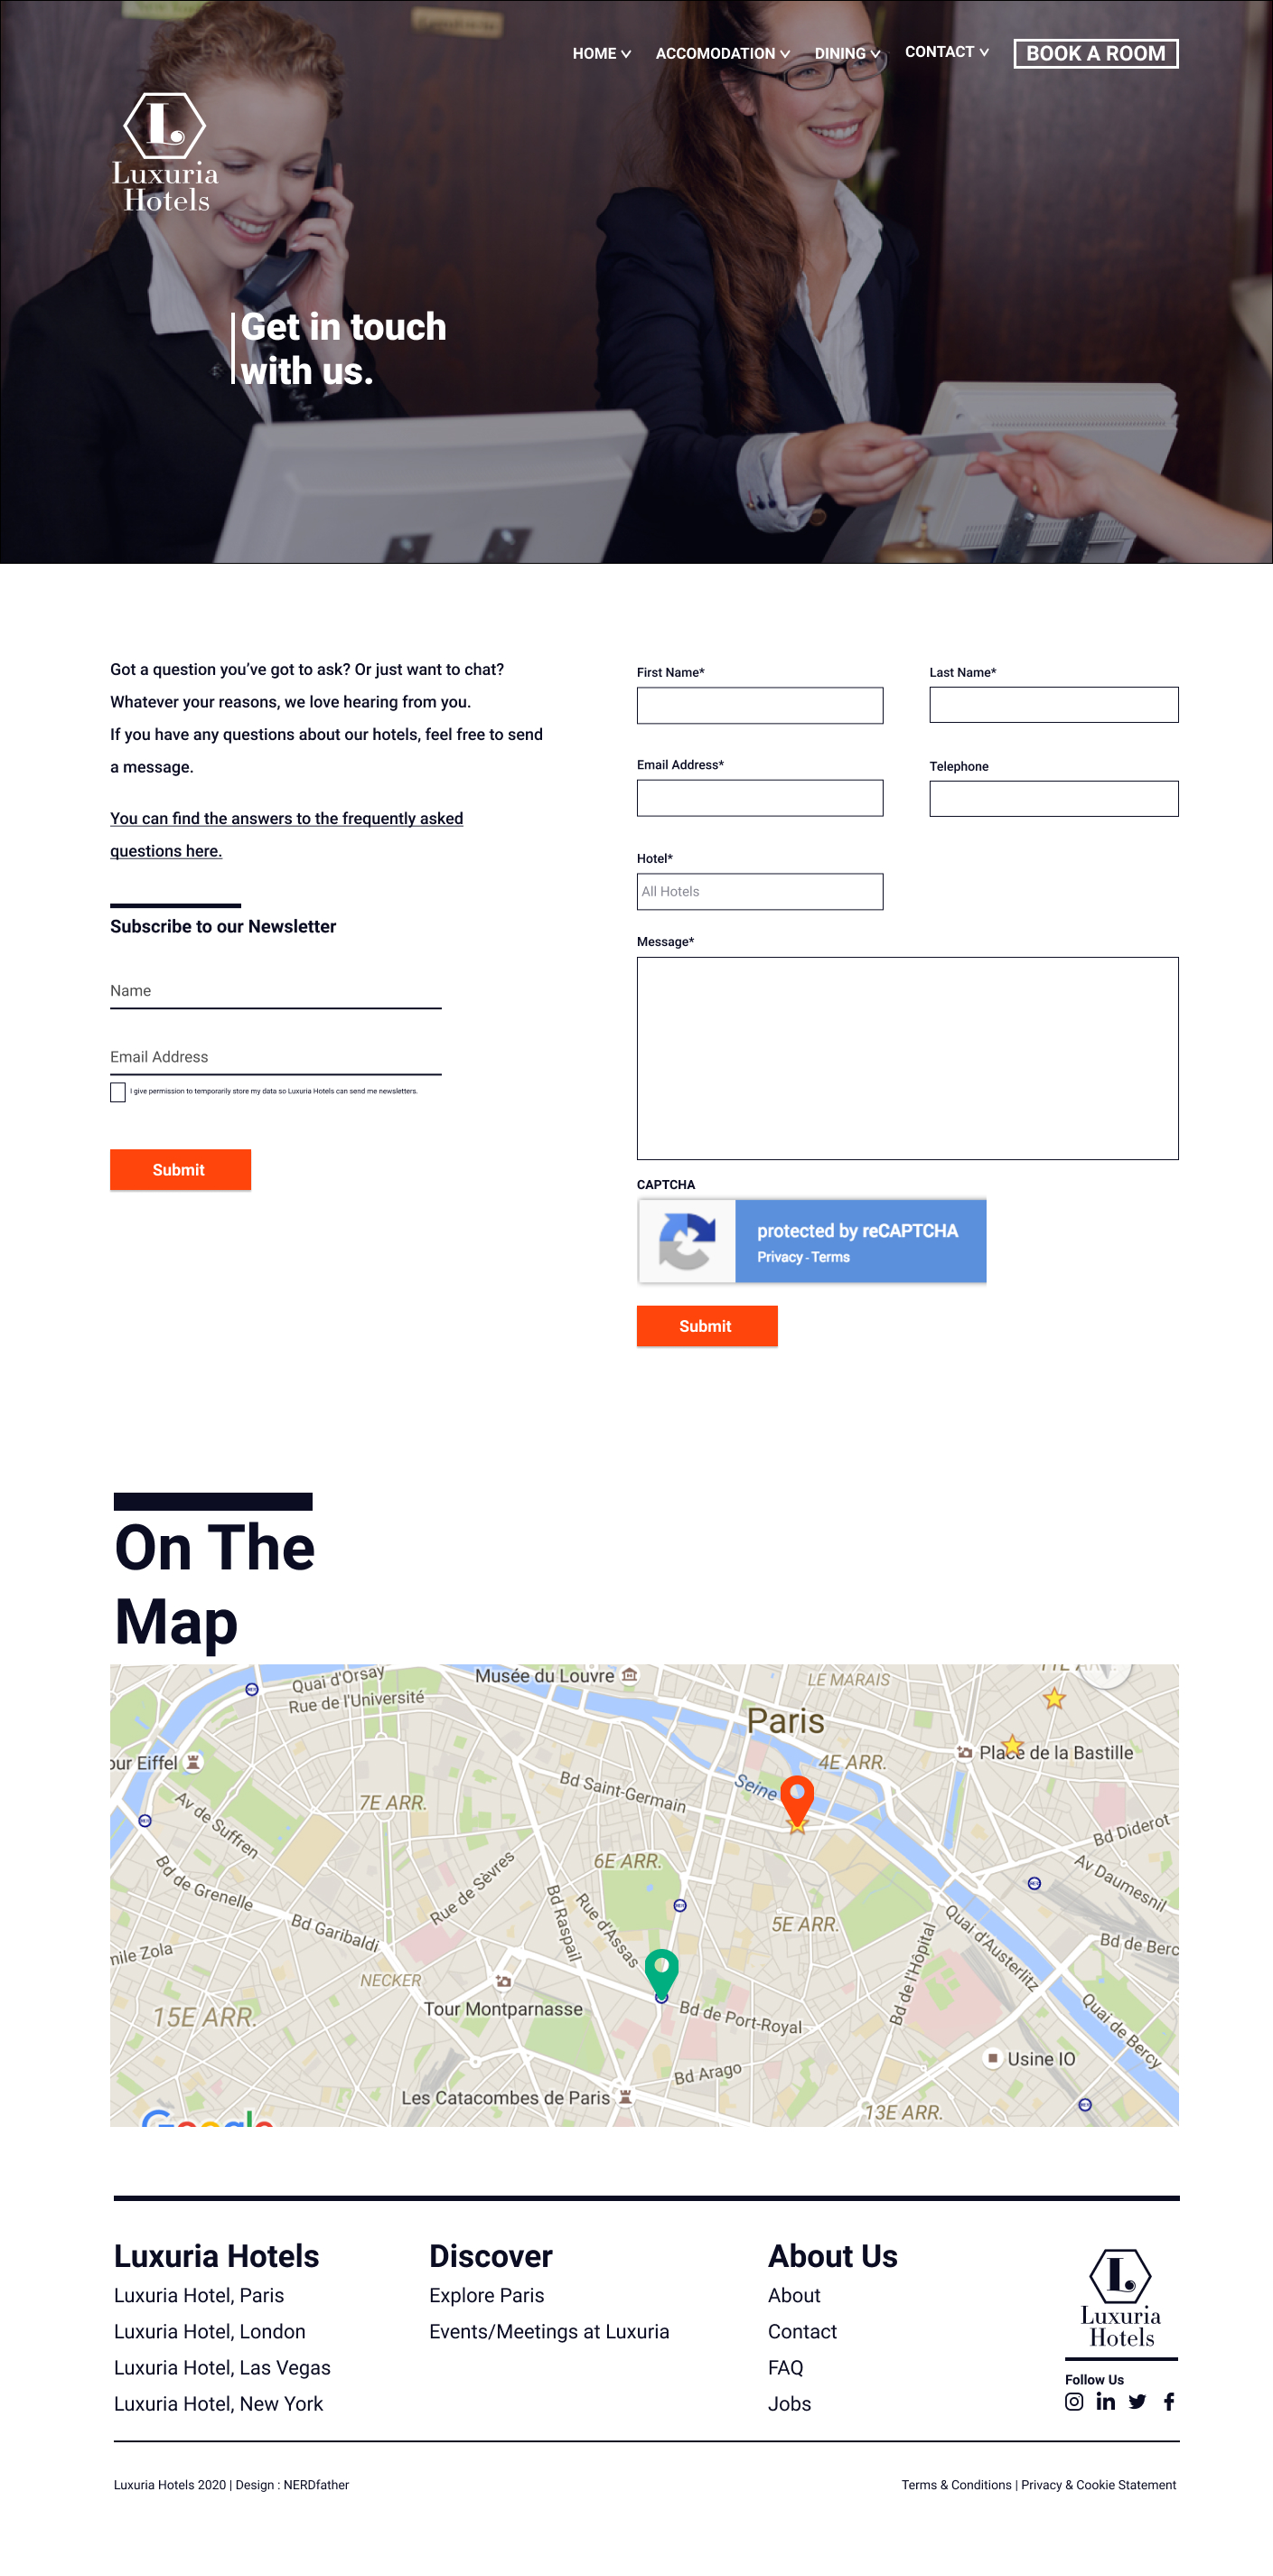 HOME
ACCOMODATION
DINING
CONTACT
BOOK A ROOM
L
Luxuria
Hotels
Get in touch
with us.
Got a question you’ve got to ask? Or just want to chat?
Whatever your reasons, we love hearing from you.
If you have any questions about our hotels, feel free to send
a message.
You can find the answers to the frequently asked
questions here.
Subscribe to our Newsletter
Name
Email Address
I give permission to temporarily store my data so Luxuria Hotels can send me newsletters.
Submit
First Name*
Last Name*
Email Address*
Telephone
Hotel*
All Hotels
Message*
CAPTCHA
protected by reCAPTCHA
Privacy - Terms
Submit
On The
Map
Quai d'Orsay
Musée du Louvre
LE MARAIS
11E ARR.
Rue de l'Université
Paris
our Eiffel
4E ARR.
Place de la Bastille
Seine
Bd Saint-Germain
7E ARR.
Av de Suffren
Bd Diderot
6E ARR.
Av Daumesnil
Bd de Grenelle
Rue de Sèvres
Bd Raspail
Rue d'Assas
5E ARR.
Bd Garibaldi
Quai d'Austerlitz
Bd de l'Hôpital
Bd de Berc
mile Zola
NECKER
Tour Montparnasse
15E ARR.
Bd de Port-Royal
Quai de Bercy
Usine IO
Bd Arago
Les Catacombes de Paris
13E ARR.
Google
Luxuria Hotels
Luxuria Hotel, Paris
Luxuria Hotel, London
Luxuria Hotel, Las Vegas
Luxuria Hotel, New York
Discover
Explore Paris
Events/Meetings at Luxuria
About Us
About
Contact
FAQ
Jobs
L
Luxuria
Hotels
Follow Us
Luxuria Hotels 2020 | Design : NERDfather
Terms & Conditions | Privacy & Cookie Statement